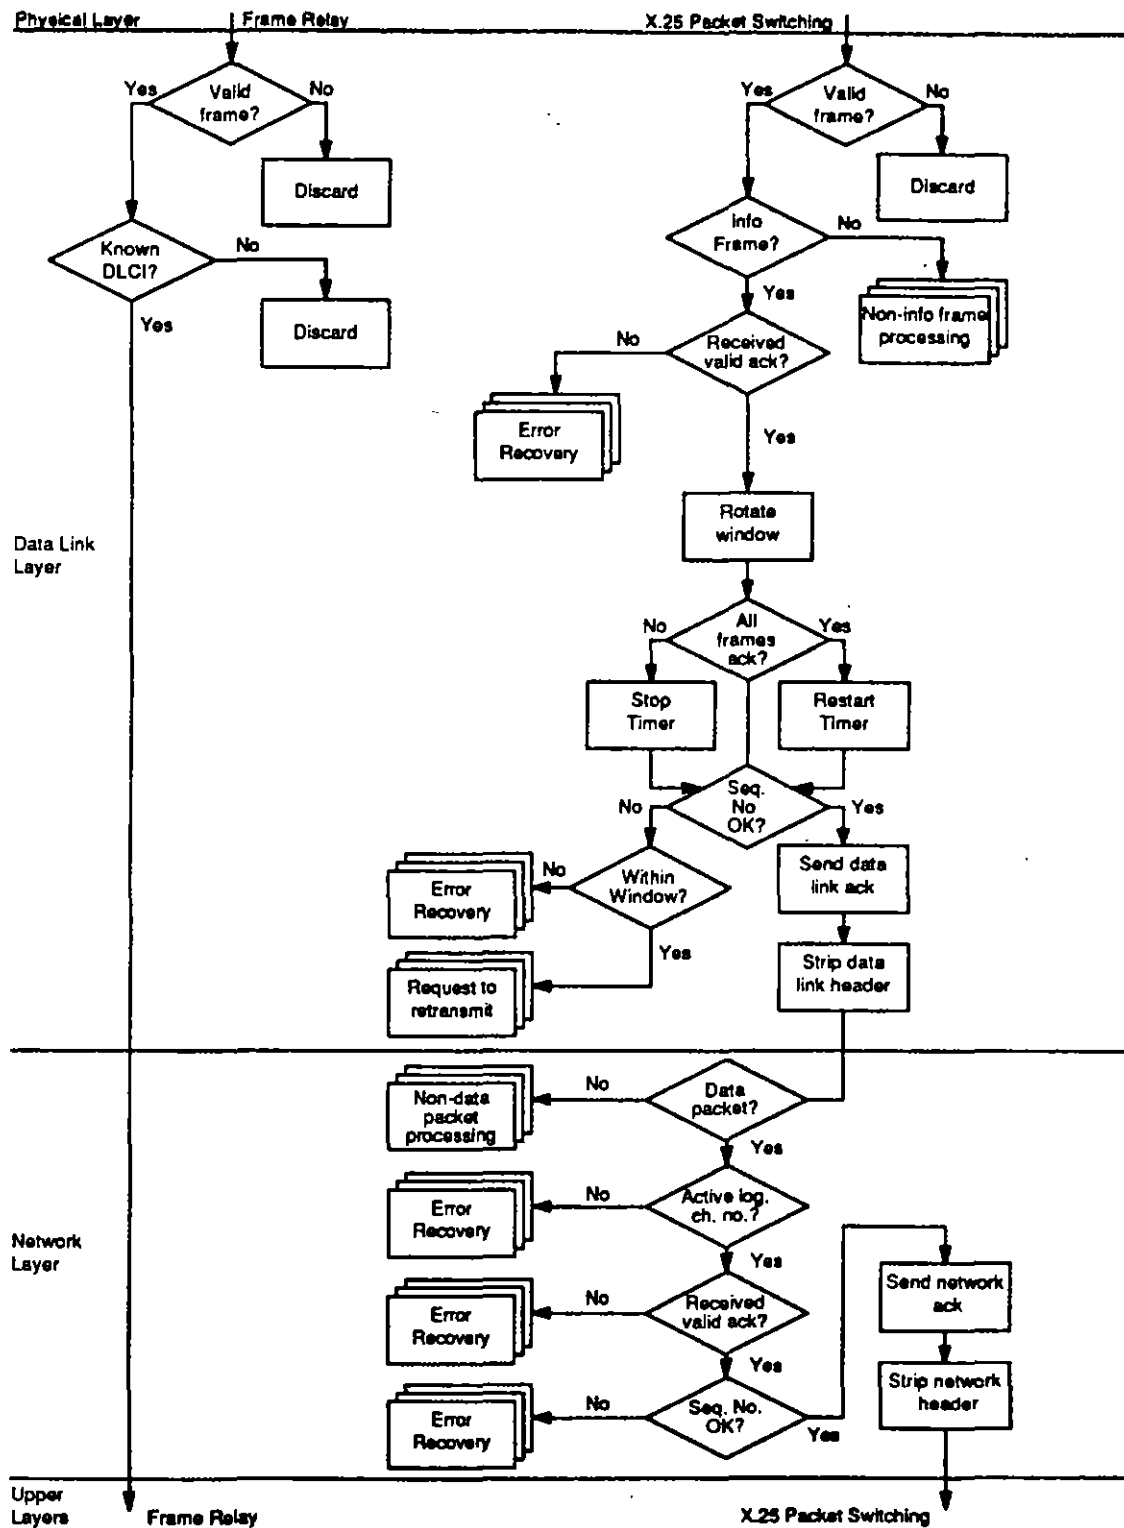 Physical Layer
Frame Relay
X.25 Packet Switching
Yes
Valid
frame?
No
Discard
Known
DLCI?
No
Yes
Discard
Yes
Valid
frame?
No
Discard
Info
Frame?
No
Yes
Non-info frame
processing
No
Received
valid ack?
Error
Recovery
Yes
Rotate
window
Data Link
Layer
No
All
frames
ack?
Yes
Stop
Timer
Restart
Timer
No
Seq.
No
OK?
Yes
Send data
link ack
No
Within
Window?
Error
Recovery
Yes
Strip data
link header
Request to
retransmit
No
Data
packet?
Non-data
packet
processing
Yes
Error
Recovery
No
Active log.
ch. no.?
Yes
Network
Layer
Send network
ack
Error
Recovery
No
Received
valid ack?
Yes
Strip network
header
Error
Recovery
No
Seq. No.
OK?
Yes
Upper
Layers
Frame Relay
X.25 Packet Switching